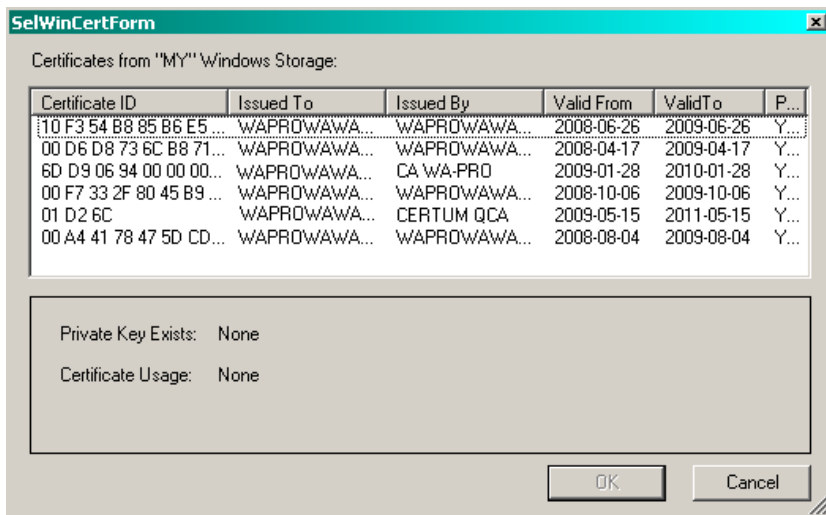 SelWinCertForm
Certificates from "MY" Windows Storage:
Certificate ID Issued To Issued By Valid From ValidTo P...
10 F3 54 B8 85 B6 E5 ... WAPROWAWA... WAPROWAWA... 2008-06-26 2009-06-26 Y...
00 D6 D8 73 6C B8 71... WAPROWAWA... WAPROWAWA... 2008-04-17 2009-04-17 Y...
6D D9 06 94 00 00 00... WAPROWAWA... CA WA-PRO 2009-01-28 2010-01-28 Y...
00 F7 33 2F 80 45 B9 ... WAPROWAWA... WAPROWAWA... 2008-10-06 2009-10-06 Y...
01 D2 6C WAPROWAWA... CERTUM QCA 2009-05-15 2011-05-15 Y...
00 A4 41 78 47 5D CD... WAPROWAWA... WAPROWAWA... 2008-08-04 2009-08-04 Y...
Private Key Exists: None
Certificate Usage: None
OK Cancel